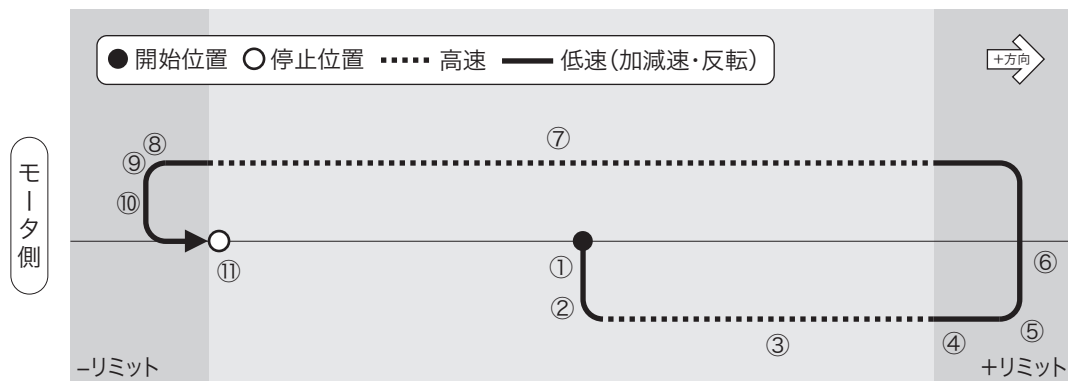 開始位置 停止位置 高速 低速(加減速・反転)
+方向
⑦
⑧
⑨
⑩
モータ側
①
⑪
⑥
②
③
④
⑤
−リミット
+リミット